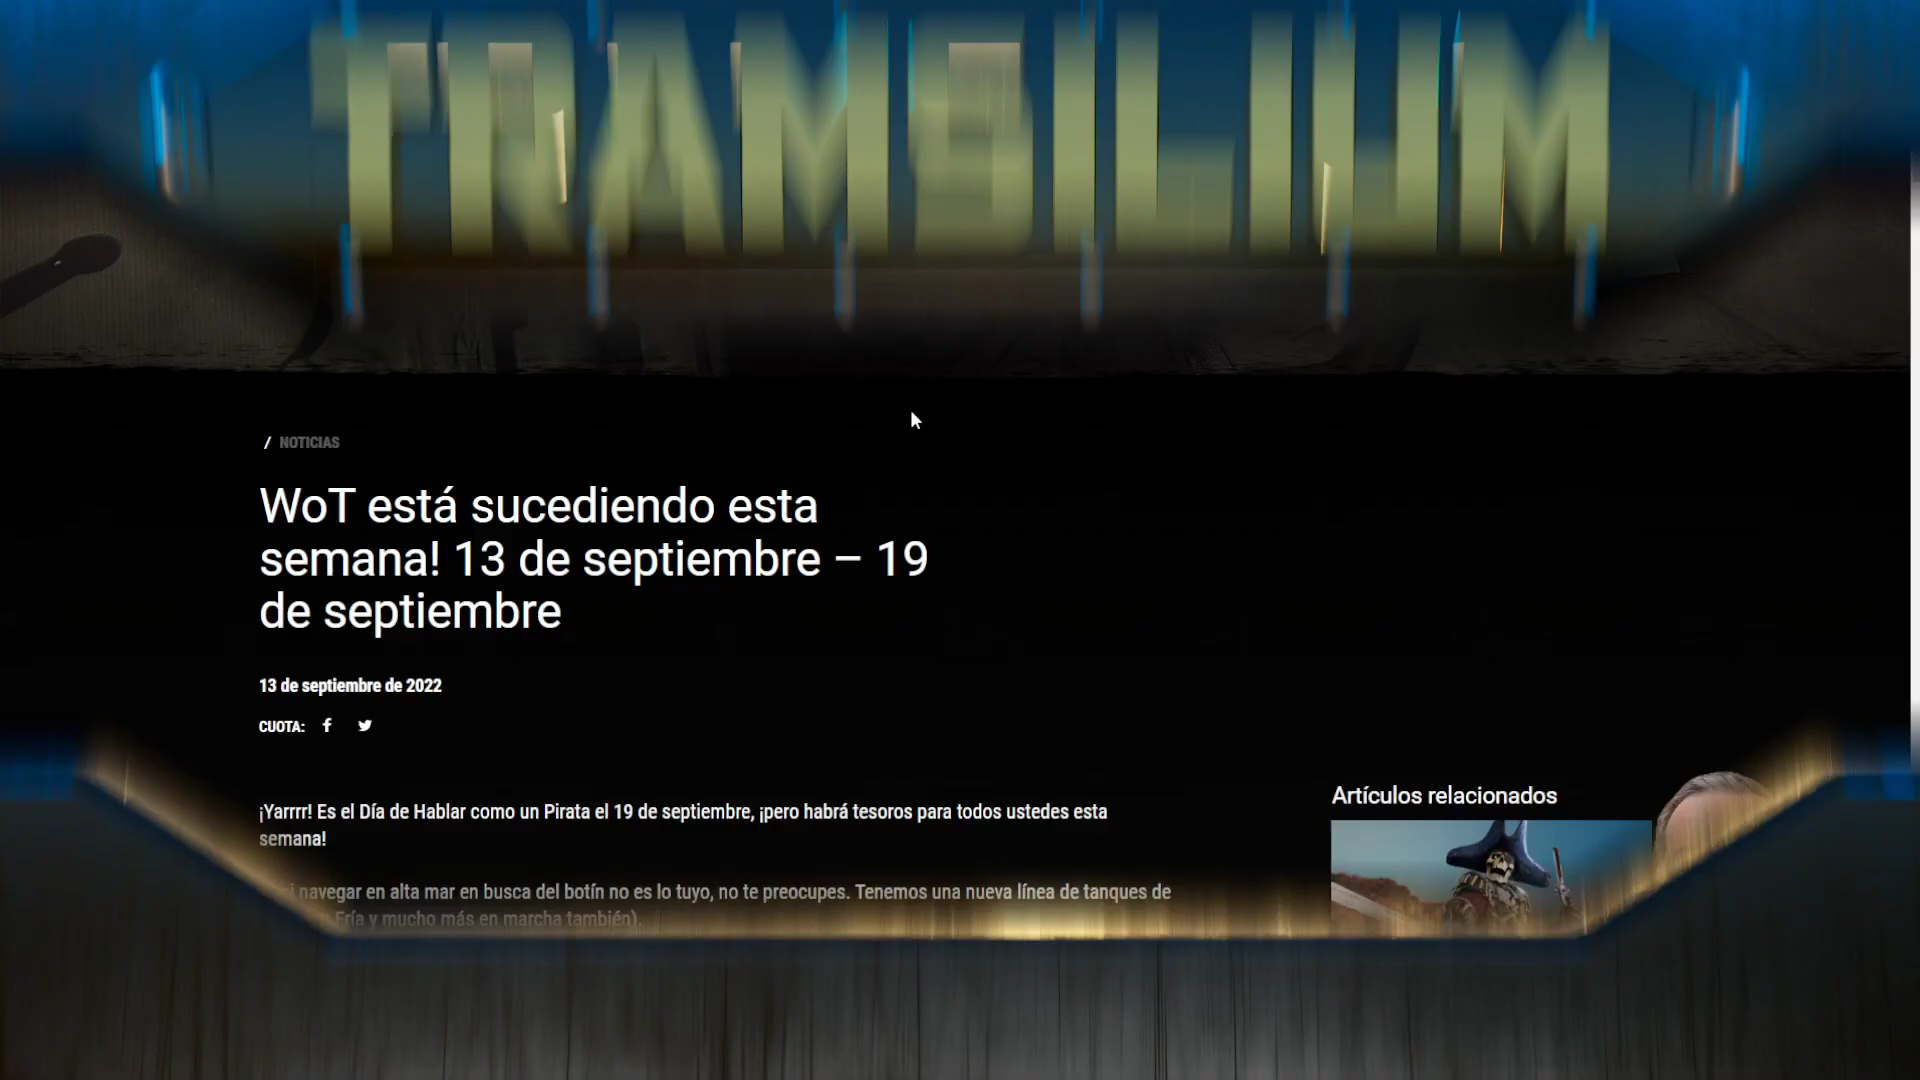 TRAMSILIUM
/ NOTICIAS
WoT está sucediendo esta
semana! 13 de septiembre – 19
de septiembre
13 de septiembre de 2022
CUOTA:
¡Yarrrr! Es el Día de Hablar como un Pirata el 19 de septiembre, ¡pero habrá tesoros para todos ustedes esta
semana!
navegar en alta mar en busca del botín no es lo tuyo, no te preocupes. Tenemos una nueva línea de tanques de
Fría y mucho más en marcha también).
Artículos relacionados